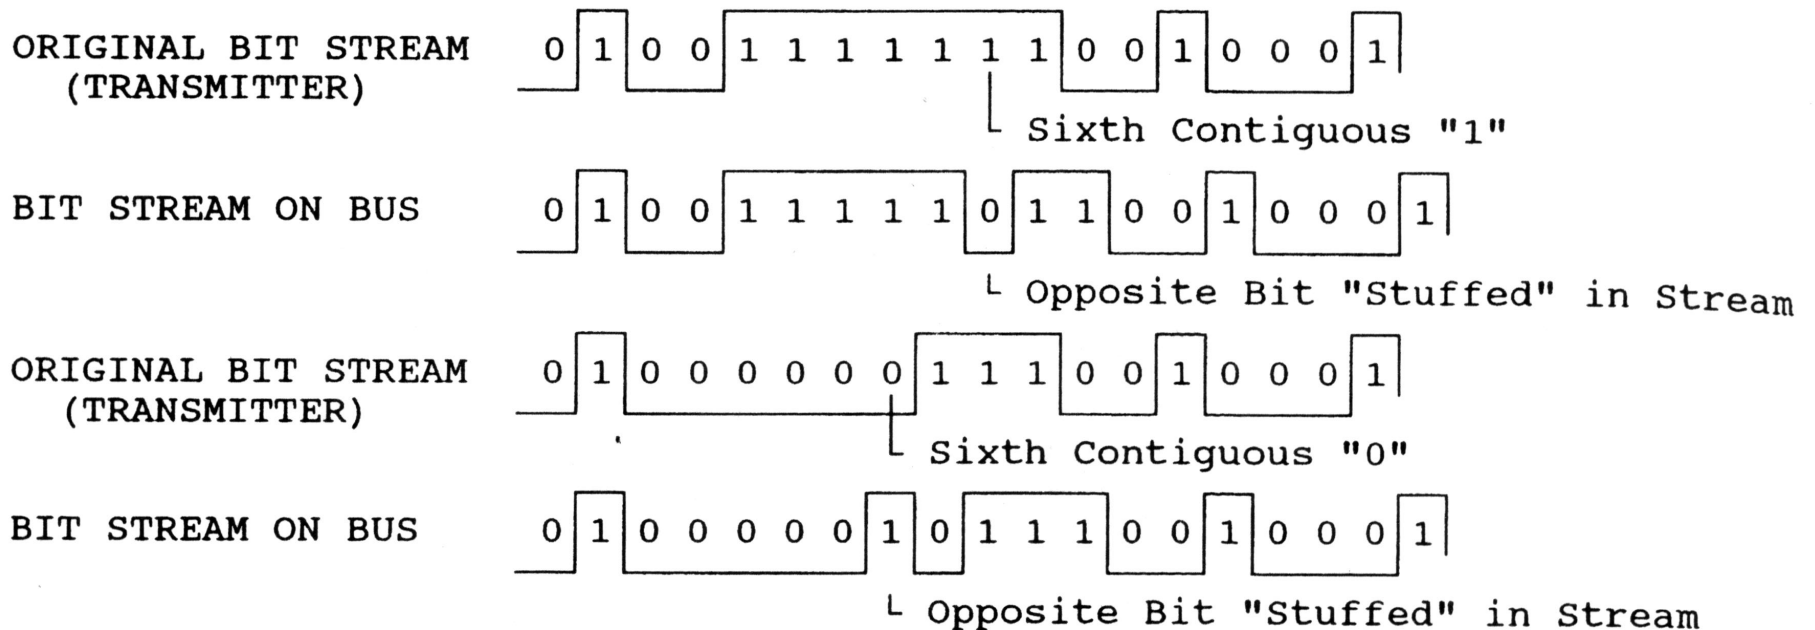 ORIGINAL BIT STREAM 0 1 0 0 1 1 1 1 1 1 1 0 0 1 0 0 0 1
(TRANSMITTER)
Sixth Contiguous "1"
BIT STREAM ON BUS 0 1 0 0 1 1 1 1 1 0 1 1 0 0 1 0 0 0 1
Opposite Bit "Stuffed" in Stream
ORIGINAL BIT STREAM 0 1 0 0 0 0 0 0 1 1 1 0 0 1 0 0 0 1
(TRANSMITTER)
Sixth Contiguous "0"
BIT STREAM ON BUS 0 1 0 0 0 0 0 1 0 1 1 1 0 0 1 0 0 0 1
Opposite Bit "Stuffed" in Stream